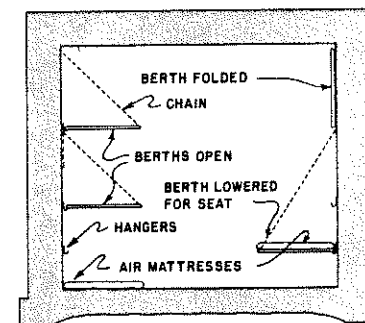 BERTH FOLDED
CHAIN
BERTHS OPEN
BERTH LOWERED
FOR SEAT
HANGERS
AIR MATTRESSES